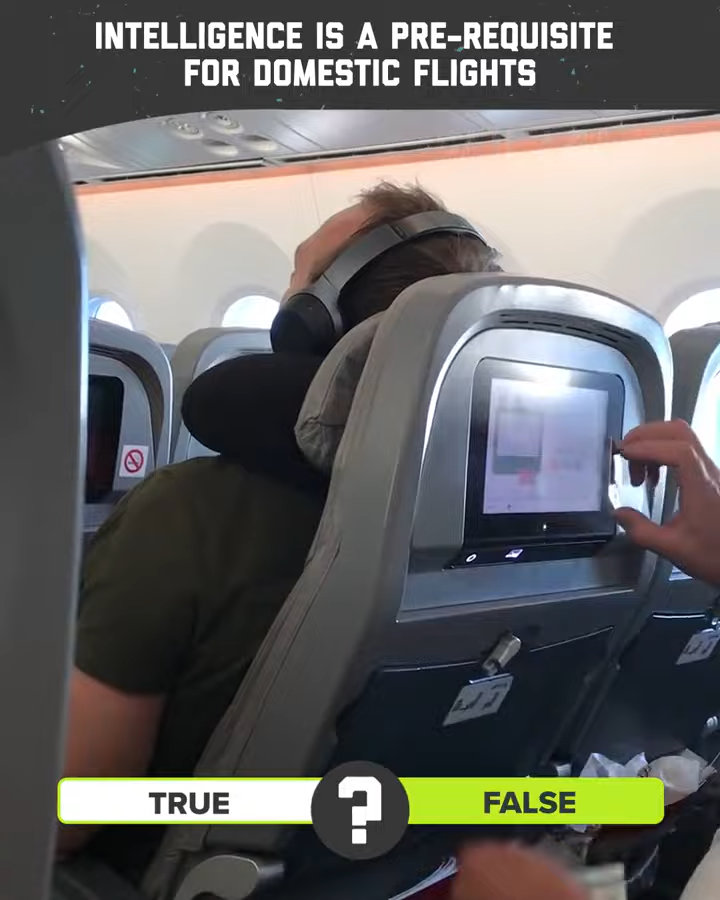 INTELLIGENCE IS A PRE-REQUISITE
FOR DOMESTIC FLIGHTS
TRUE
?
FALSE